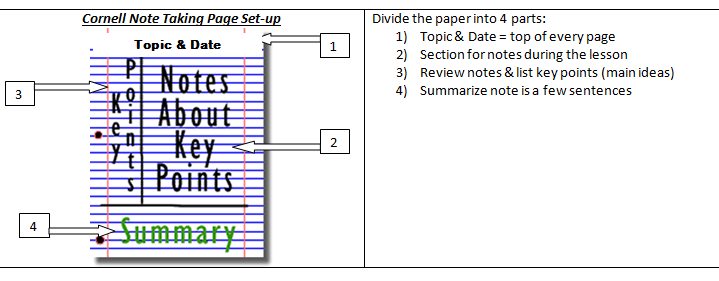 Cornell Note Taking Page Set-up
Topic & Date
1
3
Key
Points
Notes
About
Key
Points
2
4
Summary
Divide the paper into 4 parts:
1) Topic & Date = top of every page
2) Section for notes during the lesson
3) Review notes & list key points (main ideas)
4) Summarize note is a few sentences